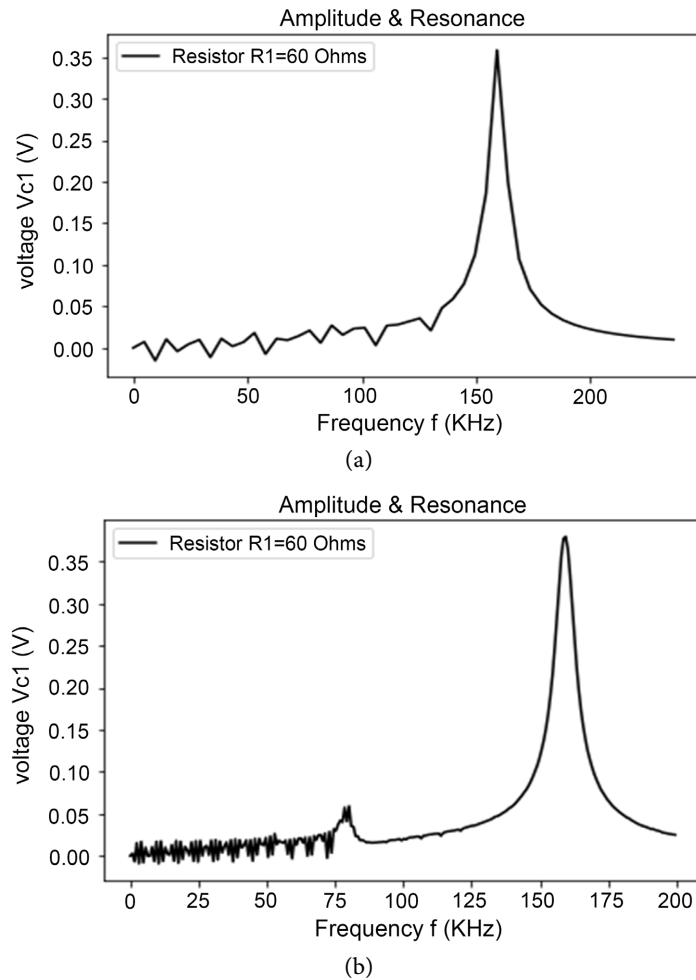 Amplitude & Resonance
Resistor R1=60 Ohms
voltage Vc1 (V)
0.35
0.30
0.25
0.20
0.15
0.10
0.05
0.00
0 50 100 150 200
Frequency f (KHz)
(a)
Amplitude & Resonance
Resistor R1=60 Ohms
voltage Vc1 (V)
0.35
0.30
0.25
0.20
0.15
0.10
0.05
0.00
0 25 50 75 100 125 150 175 200
Frequency f (KHz)
(b)